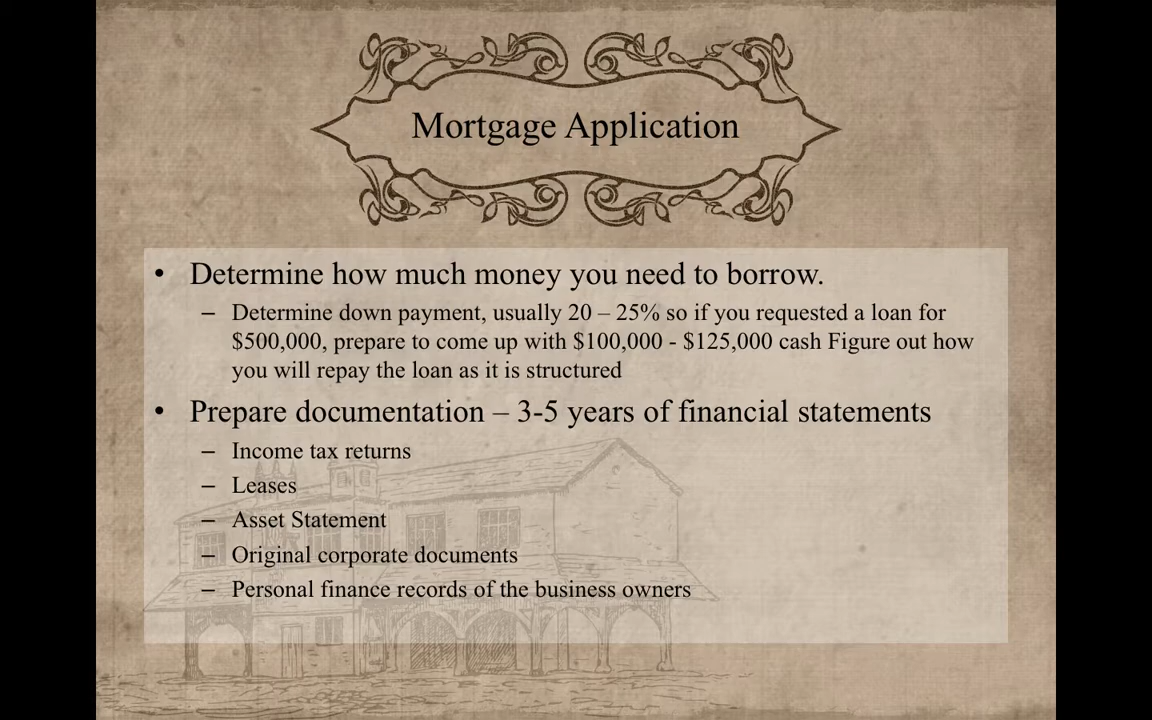 Mortgage Application
• Determine how much money you need to borrow.
– Determine down payment, usually 20 – 25% so if you requested a loan for
$500,000, prepare to come up with $100,000 - $125,000 cash Figure out how
you will repay the loan as it is structured
• Prepare documentation – 3-5 years of financial statements
– Income tax returns
– Leases
– Asset Statement
– Original corporate documents
– Personal finance records of the business owners